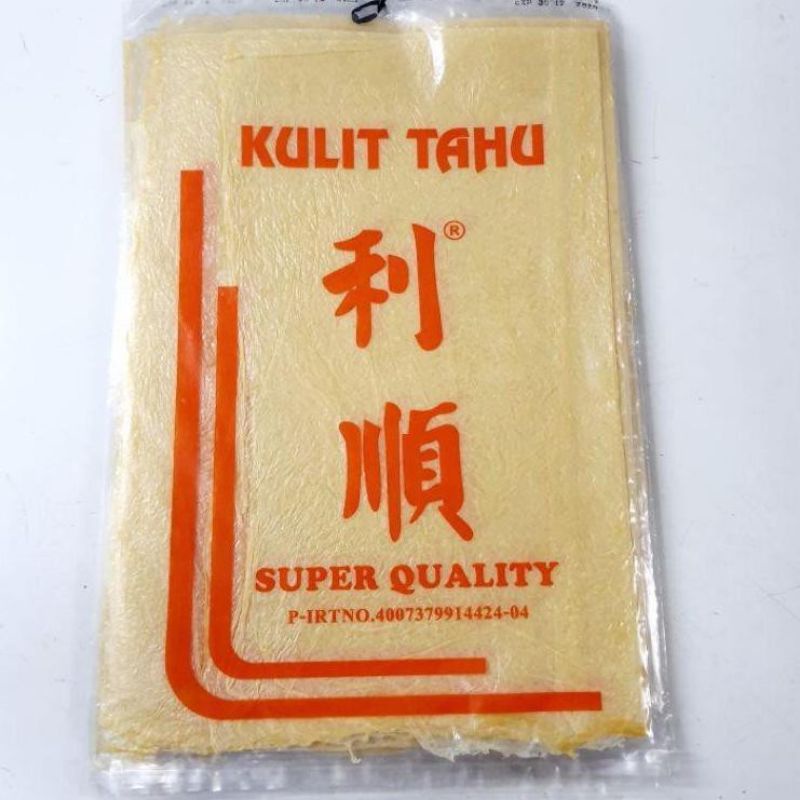 KULIT TAHU
利®
順
SUPER QUALITY
P-IRTNO.4007379914424-04